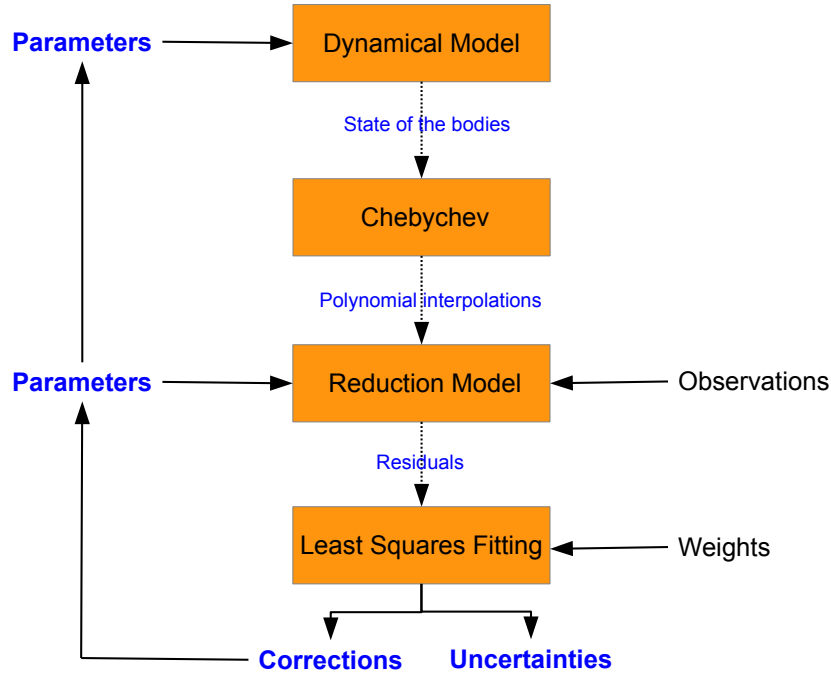 Parameters
Dynamical Model
State of the bodies
Chebychev
Polynomial interpolations
Parameters
Reduction Model
Observations
Residuals
Least Squares Fitting
Weights
Corrections
Uncertainties